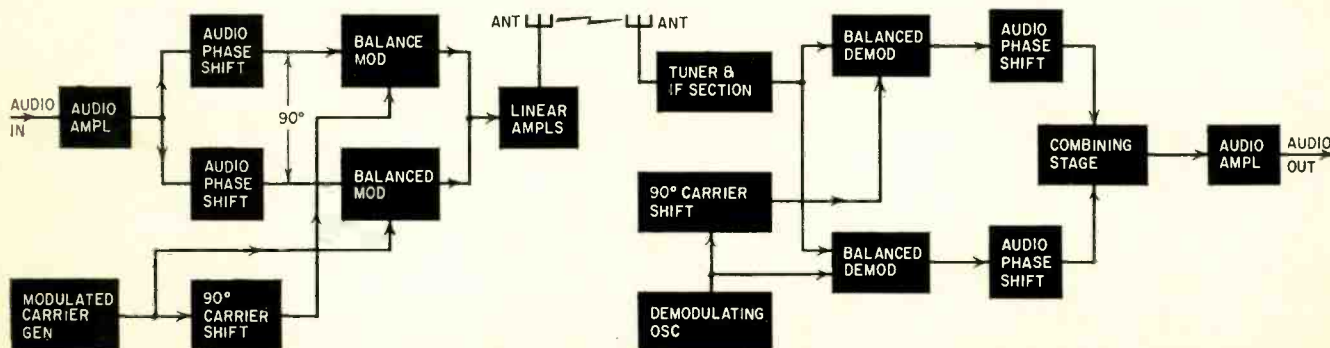 AUDIO
IN
AUDIO
AMPL
AUDIO
PHASE
SHIFT
90°
AUDIO
PHASE
SHIFT
BALANCE
MOD
BALANCED
MOD
MODULATED
CARRIER
GEN
90°
CARRIER
SHIFT
LINEAR
AMPLS
ANT
ANT
TUNER &
IF SECTION
BALANCED
DEMOD
AUDIO
PHASE
SHIFT
90° CARRIER
SHIFT
DEMODULATING
OSC
BALANCED
DEMOD
AUDIO
PHASE
SHIFT
COMBINING
STAGE
AUDIO
AMPL
AUDIO
OUT